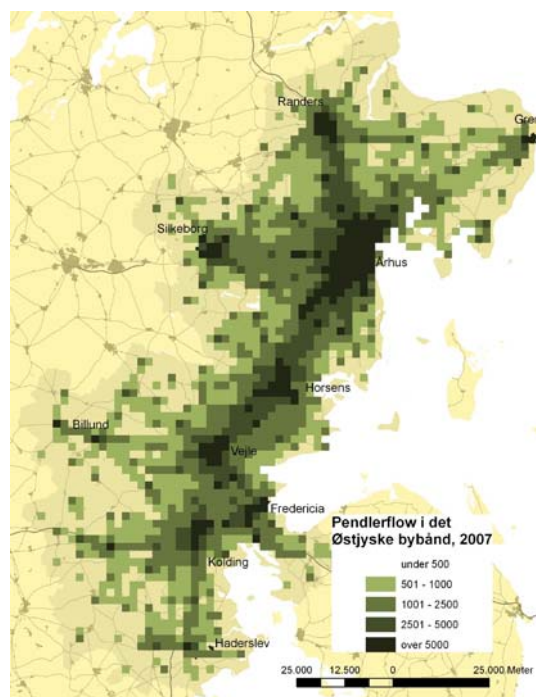 Randers
Gren
Silkeborg
Århus
Horsens
Billund
Vejle
Fredericia
Pendlerflow i det
Østjyske bybånd, 2007
under 500
501 - 1000
1001 - 2500
2501 - 5000
over 5000
Kolding
Haderslev
25.000 12.500 0 25.000 Meter